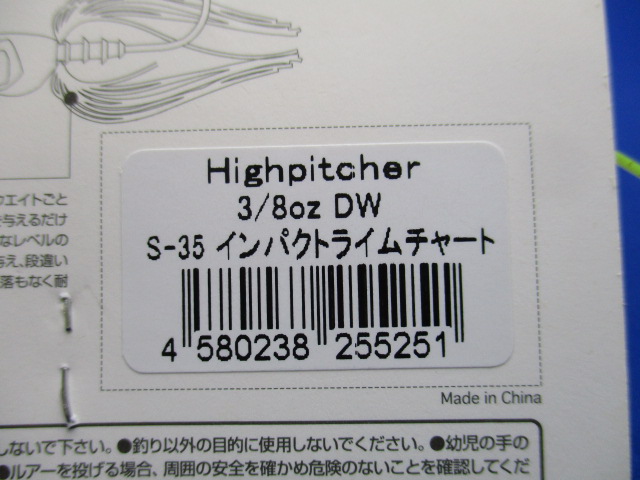 Highpitcher
3/8oz DW
S-35 インパクトライムチャート
4 580238 255251
ウエイトごと
を与えるだけ
なレベルの
与え、段違い
落もなく耐
Made in China
しないで下さい。●釣り以外の目的に使用しないでください。●幼児の手の
●ルアーを投げる場合、周囲の安全を確かめ危険のないことを確認してくだ